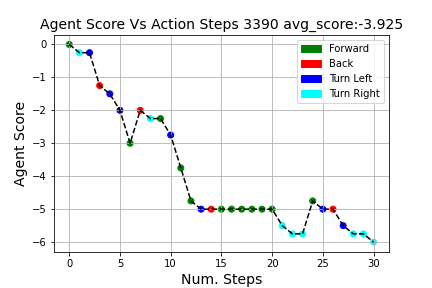 Agent Score Vs Action Steps 3390 avg_score:-3.925
Forward
Back
Turn Left
Turn Right
Agent Score
0
−1
−2
−3
−4
−5
−6
0 5 10 15 20 25 30
Num. Steps